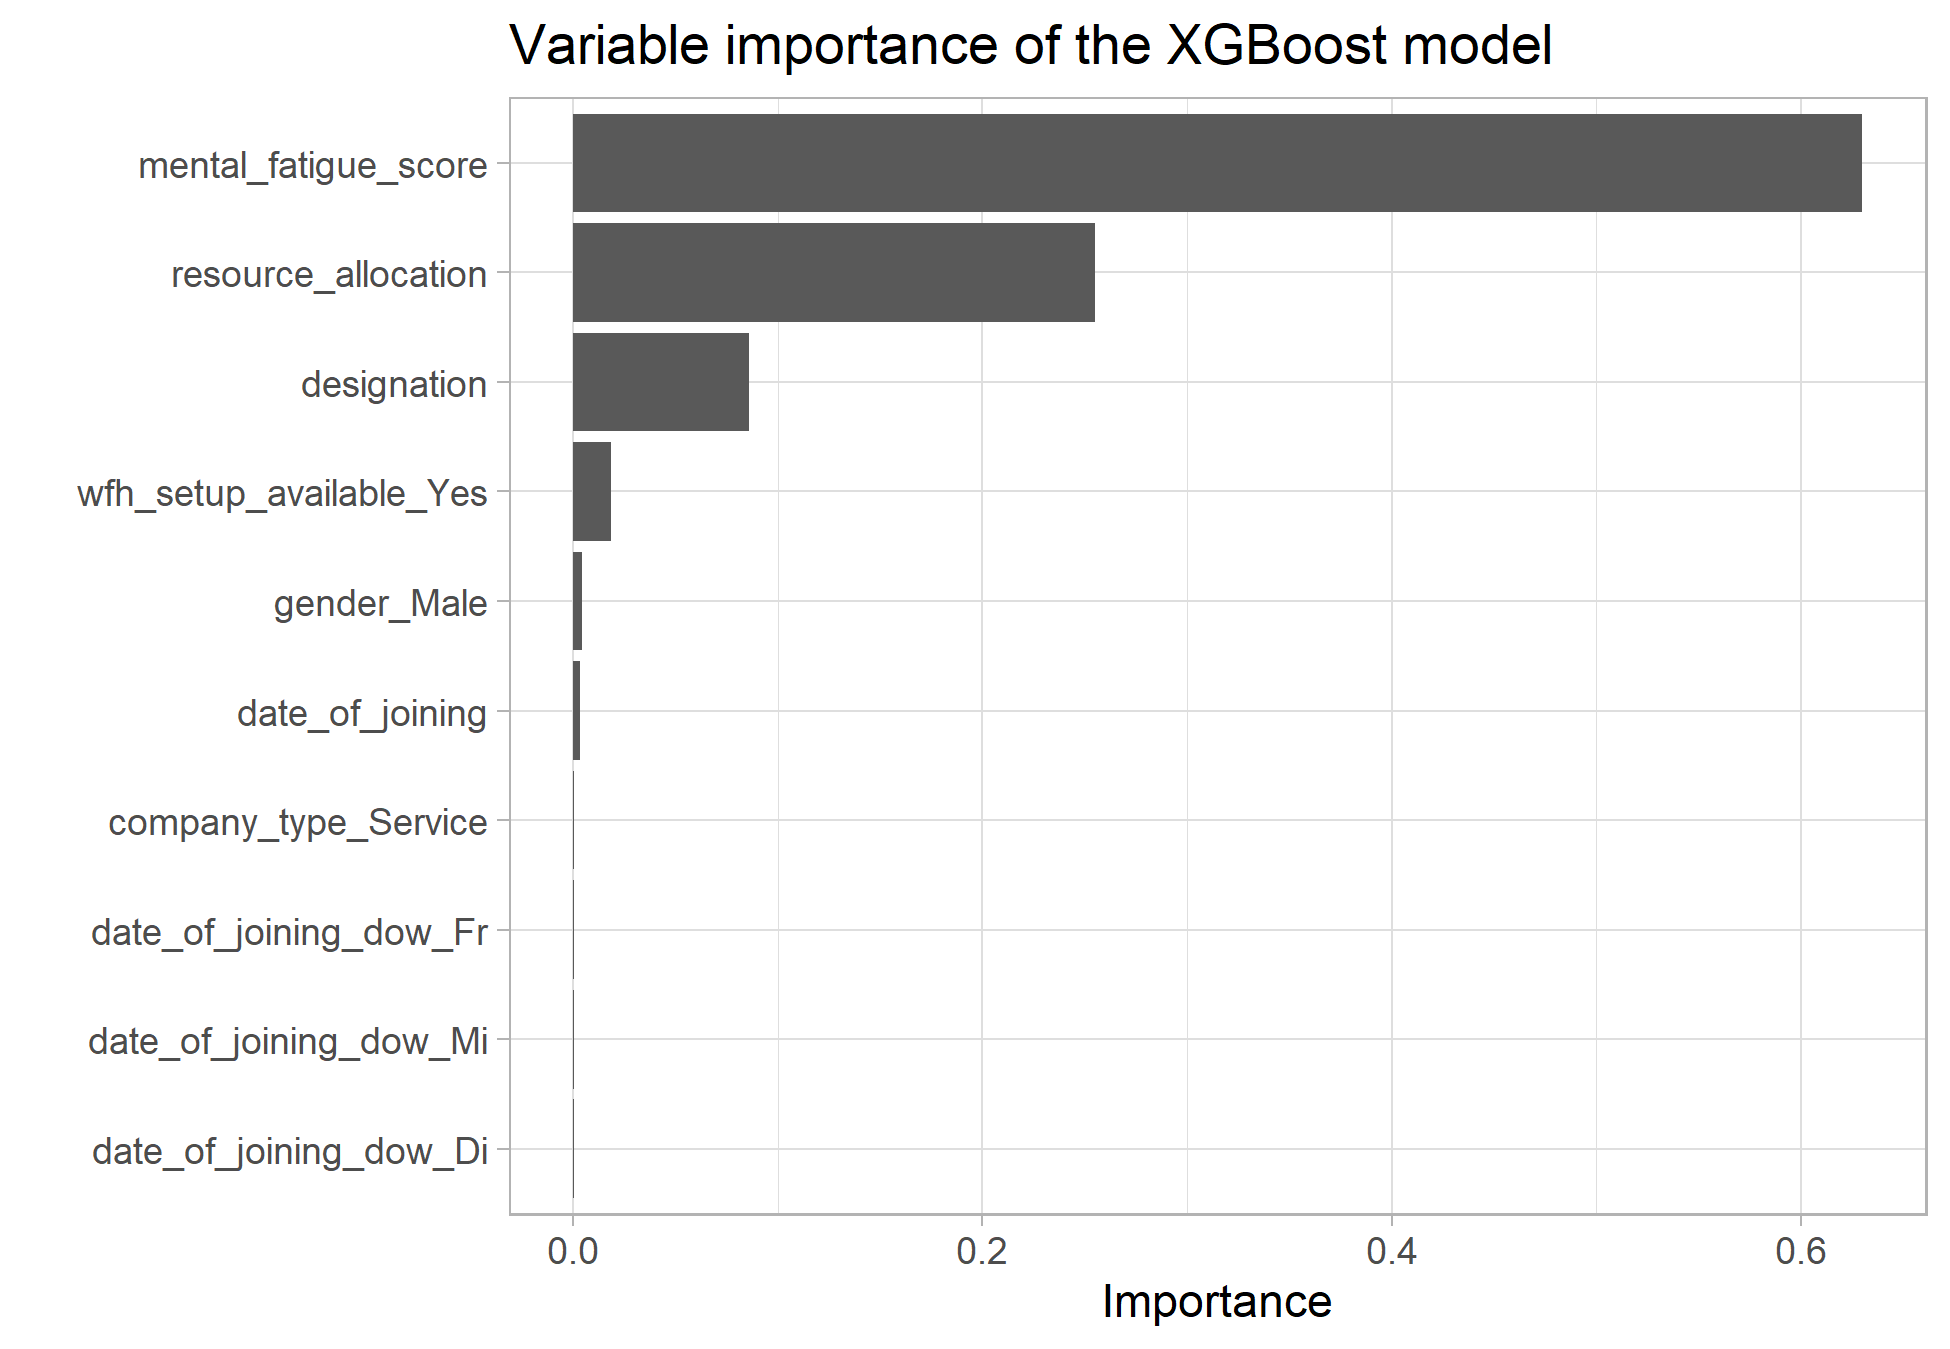 Variable importance of the XGBoost model
mental_fatigue_score
resource_allocation
designation
wfh_setup_available_Yes
gender_Male
date_of_joining
company_type_Service
date_of_joining_dow_Fr
date_of_joining_dow_Mi
date_of_joining_dow_Di
0.0 0.2 0.4 0.6
Importance